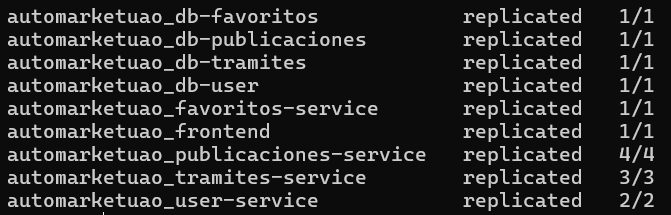 automarketuao_db-favoritos replicated 1/1
automarketuao_db-publicaciones replicated 1/1
automarketuao_db-tramites replicated 1/1
automarketuao_db-user replicated 1/1
automarketuao_favoritos-service replicated 1/1
automarketuao_frontend replicated 1/1
automarketuao_publicaciones-service replicated 4/4
automarketuao_tramites-service replicated 3/3
automarketuao_user-service replicated 2/2